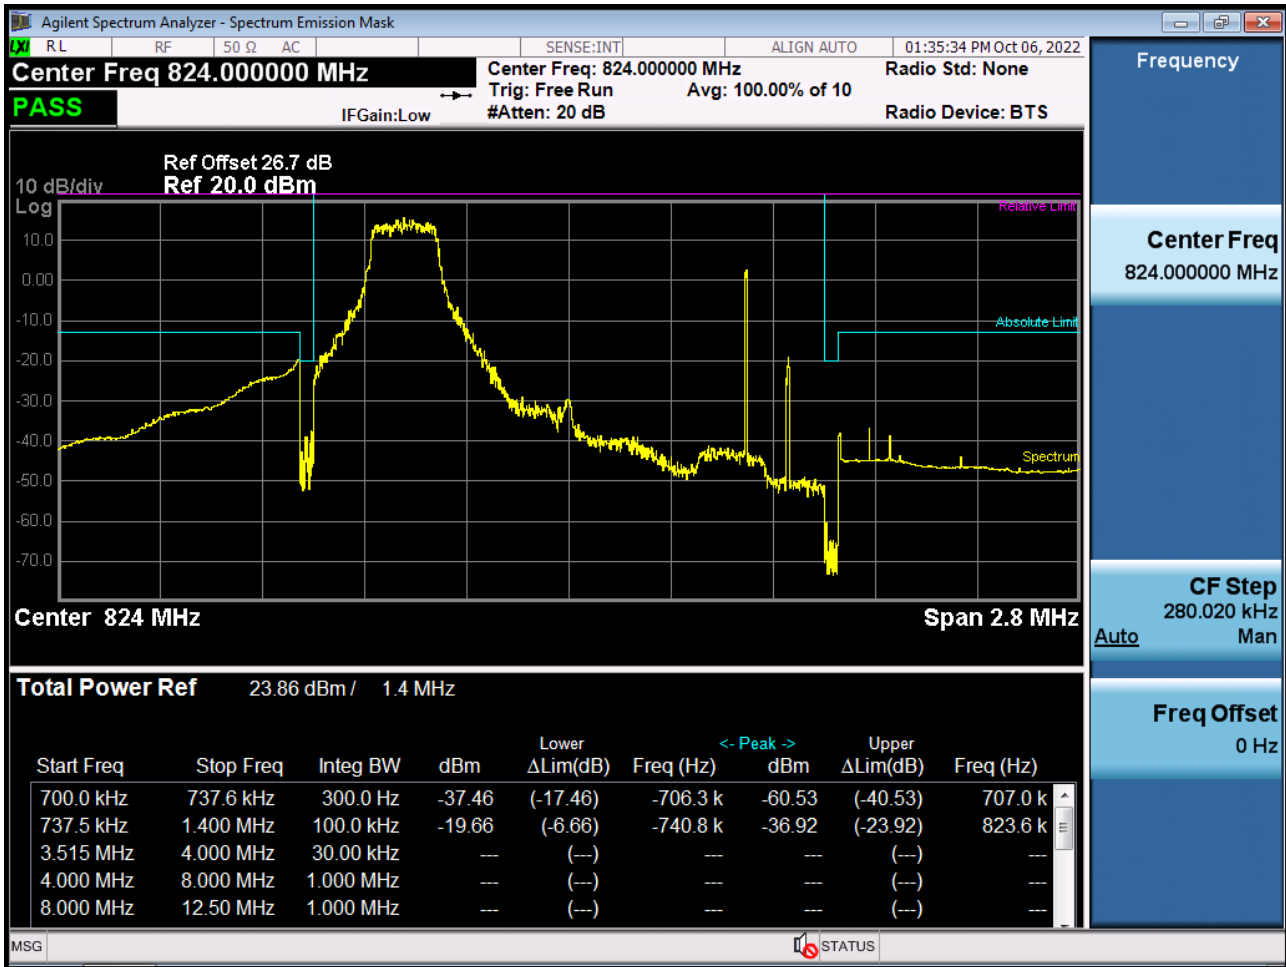 Agilent Spectrum Analyzer - Spectrum Emission Mask
LXI RL RF 50 Ω AC SENSE:INT ALIGN AUTO 01:35:34 PM Oct 06, 2022
Center Freq 824.000000 MHz Center Freq: 824.000000 MHz Radio Std: None
Trig: Free Run Avg: 100.00% of 10
PASS IFGain:Low #Atten: 20 dB Radio Device: BTS
Ref Offset 26.7 dB
10 dB/div Ref 20.0 dBm
Log
Relative Limit
10.0
0.00
-10.0
Absolute Limit
-20.0
-30.0
-40.0
Spectrum
-50.0
-60.0
-70.0
Center 824 MHz Span 2.8 MHz
Total Power Ref 23.86 dBm / 1.4 MHz
Lower <- Peak -> Upper
Start Freq Stop Freq Integ BW dBm ΔLim(dB) Freq (Hz) dBm ΔLim(dB) Freq (Hz)
700.0 kHz 737.6 kHz 300.0 Hz -37.46 (-17.46) -706.3 k -60.53 (-40.53) 707.0 k
737.5 kHz 1.400 MHz 100.0 kHz -19.66 (-6.66) -740.8 k -36.92 (-23.92) 823.6 k
3.515 MHz 4.000 MHz 30.00 kHz --- (---) --- --- (---) ---
4.000 MHz 8.000 MHz 1.000 MHz --- (---) --- --- (---) ---
8.000 MHz 12.50 MHz 1.000 MHz --- (---) --- --- (---) ---
MSG STATUS
Frequency
Center Freq
824.000000 MHz
CF Step
280.020 kHz
Auto Man
Freq Offset
0 Hz